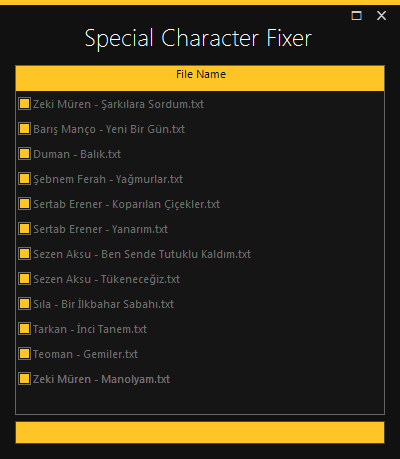 Special Character Fixer
File Name
Zeki Müren - Şarkılara Sordum.txt
Barış Manço - Yeni Bir Gün.txt
Duman - Balık.txt
Şebnem Ferah - Yağmurlar.txt
Sertab Erener - Koparılan Çiçekler.txt
Sertab Erener - Yanarım.txt
Sezen Aksu - Ben Sende Tutuklu Kaldım.txt
Sezen Aksu - Tükeneceğiz.txt
Sıla - Bir İlkbahar Sabahı.txt
Tarkan - İnci Tanem.txt
Teoman - Gemiler.txt
Zeki Müren - Manolyam.txt